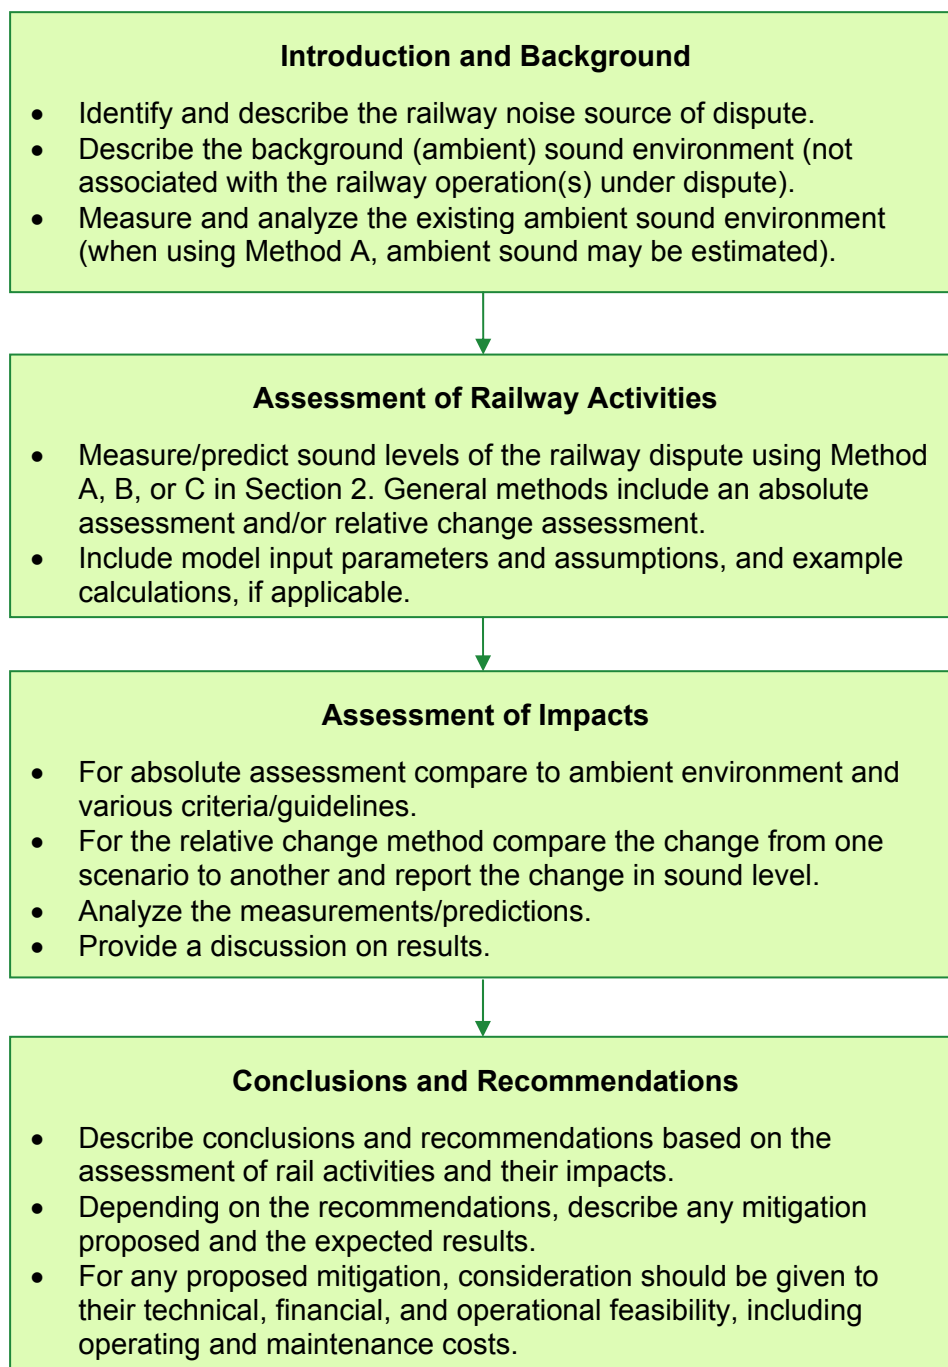 Introduction and Background
• Identify and describe the railway noise source of dispute.
• Describe the background (ambient) sound environment (not
associated with the railway operation(s) under dispute).
• Measure and analyze the existing ambient sound environment
(when using Method A, ambient sound may be estimated).
Assessment of Railway Activities
• Measure/predict sound levels of the railway dispute using Method
A, B, or C in Section 2. General methods include an absolute
assessment and/or relative change assessment.
• Include model input parameters and assumptions, and example
calculations, if applicable.
Assessment of Impacts
• For absolute assessment compare to ambient environment and
various criteria/guidelines.
• For the relative change method compare the change from one
scenario to another and report the change in sound level.
• Analyze the measurements/predictions.
• Provide a discussion on results.
Conclusions and Recommendations
• Describe conclusions and recommendations based on the
assessment of rail activities and their impacts.
• Depending on the recommendations, describe any mitigation
proposed and the expected results.
• For any proposed mitigation, consideration should be given to
their technical, financial, and operational feasibility, including
operating and maintenance costs.